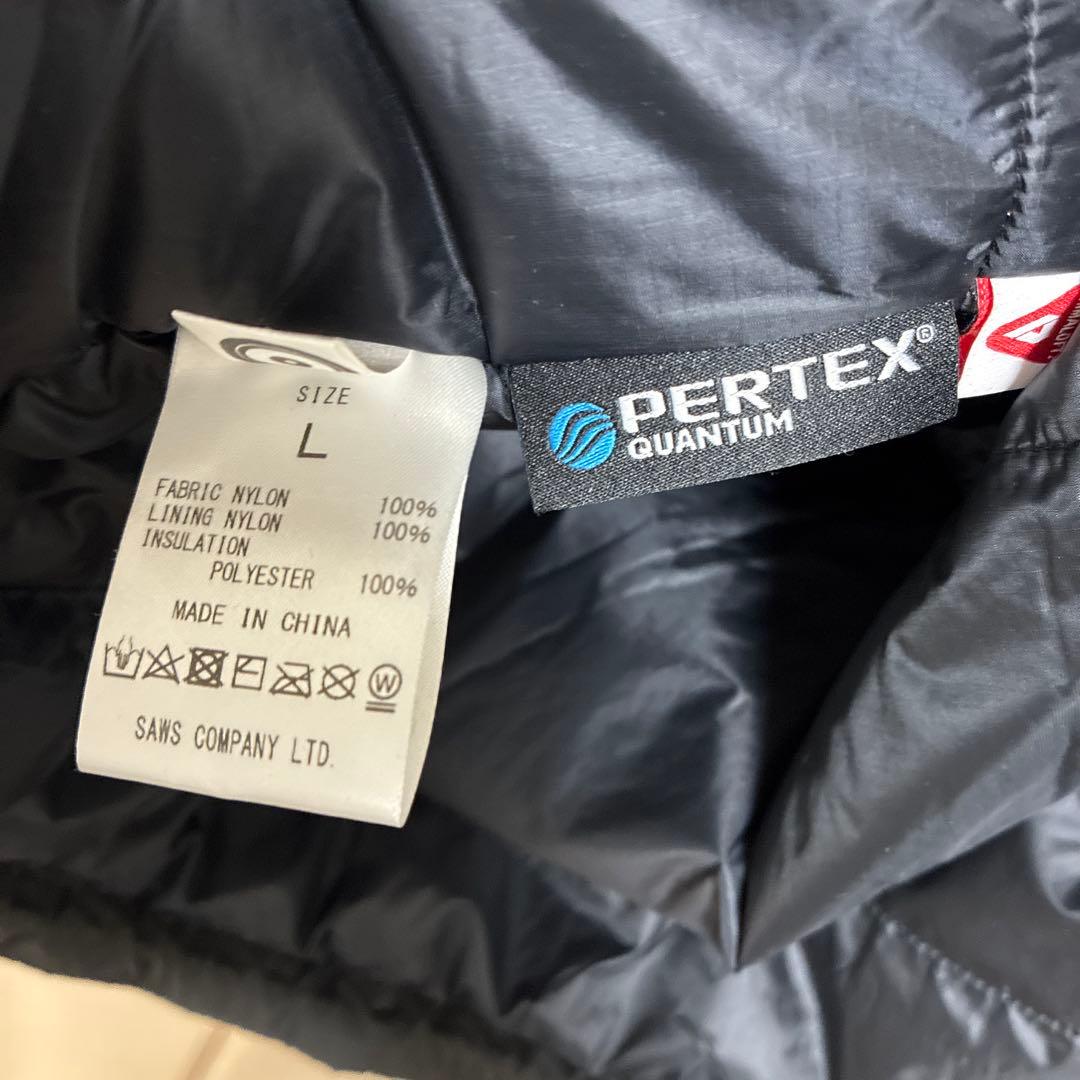 SIZE
L
FABRIC NYLON 100%
LINING NYLON 100%
INSULATION
POLYESTER 100%
MADE IN CHINA
W
SAWS COMPANY LTD.
PERTEX®
QUANTUM